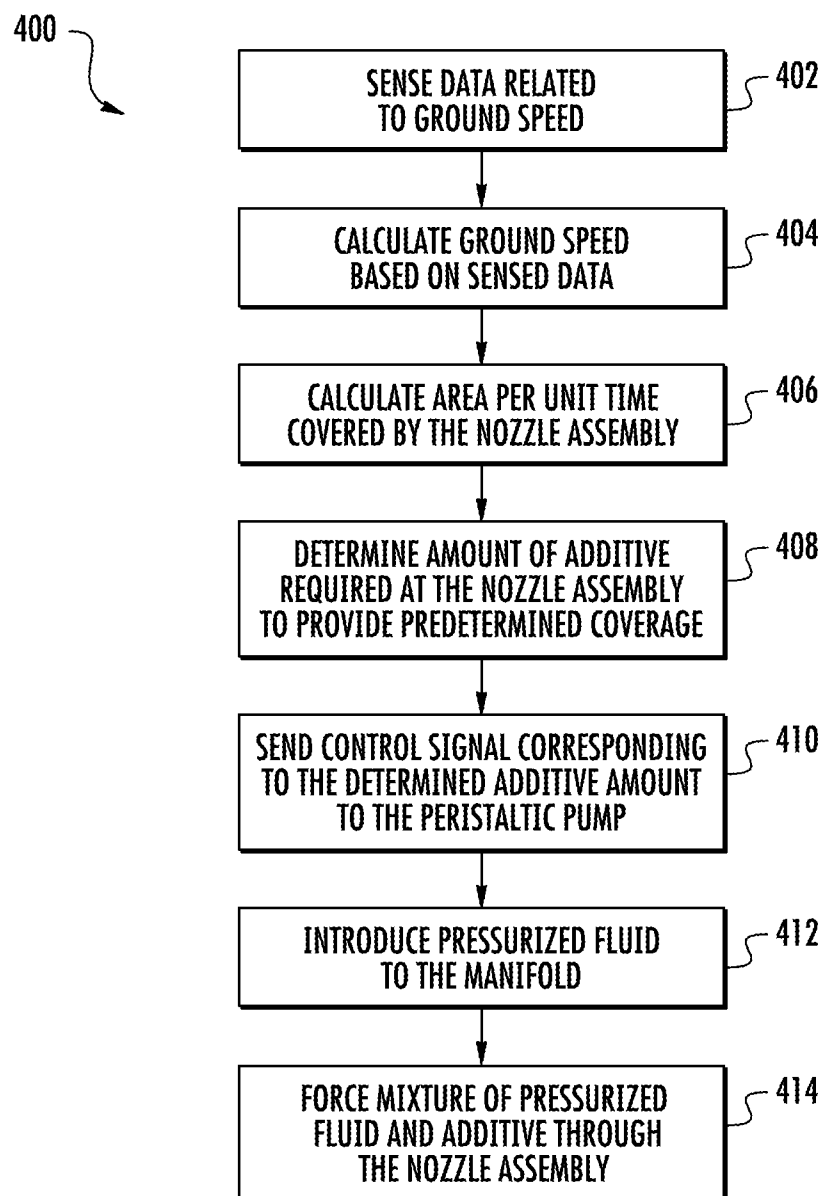 400
SENSE DATA RELATED
TO GROUND SPEED
402
CALCULATE GROUND SPEED
BASED ON SENSED DATA
404
CALCULATE AREA PER UNIT TIME
COVERED BY THE NOZZLE ASSEMBLY
406
DETERMINE AMOUNT OF ADDITIVE
REQUIRED AT THE NOZZLE ASSEMBLY
TO PROVIDE PREDETERMINED COVERAGE
408
SEND CONTROL SIGNAL CORRESPONDING
TO THE DETERMINED ADDITIVE AMOUNT
TO THE PERISTALTIC PUMP
410
INTRODUCE PRESSURIZED FLUID
TO THE MANIFOLD
412
FORCE MIXTURE OF PRESSURIZED
FLUID AND ADDITIVE THROUGH
THE NOZZLE ASSEMBLY
414